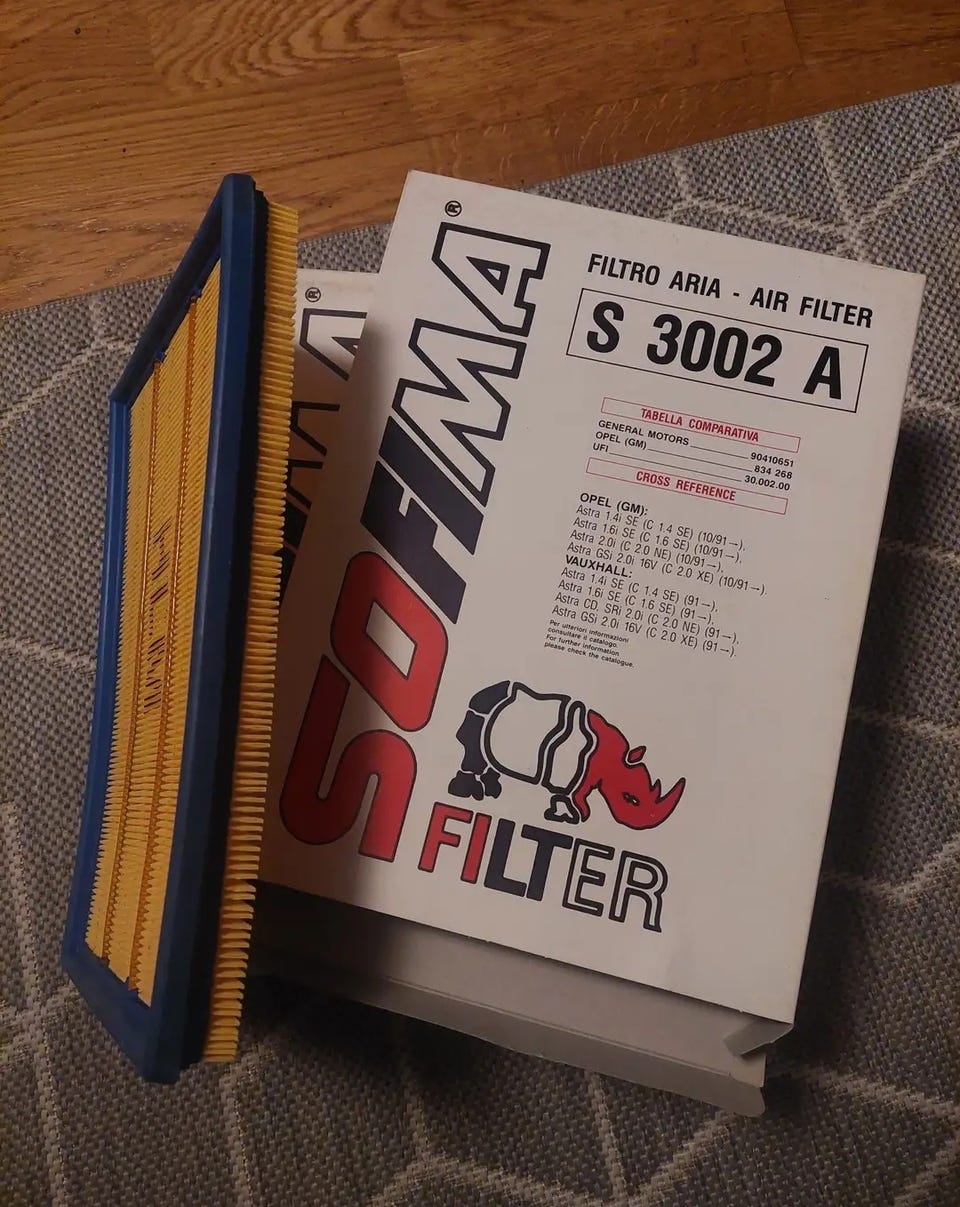 SOFIMA®
FILTRO ARIA - AIR FILTER
S 3002 A
TABELLA COMPARATIVA
GENERAL MOTORS 90410651
OPEL (GM) 834 268
UFI 30.002.00
CROSS REFERENCE
OPEL (GM):
Astra 1.4i SE (C 1.4 SE) (10/91→),
Astra 1.6i SE (C 1.6 SE) (10/91→),
Astra 2.0i (C 2.0 NE) (10/91→),
Astra GSi 2.0i 16V (C 2.0 XE) (10/91→).
VAUXHALL:
Astra 1.4i SE (C 1.4 SE) (91→),
Astra 1.6i SE (C 1.6 SE) (91→),
Astra CD. SRi 2.0i (C 2.0 NE) (91→),
Astra GSi 2.0i 16V (C 2.0 XE) (91→).
Per ulteriori informazioni
consultare il catalogo.
For further information
please check the catalogue.
FILTER
MA®